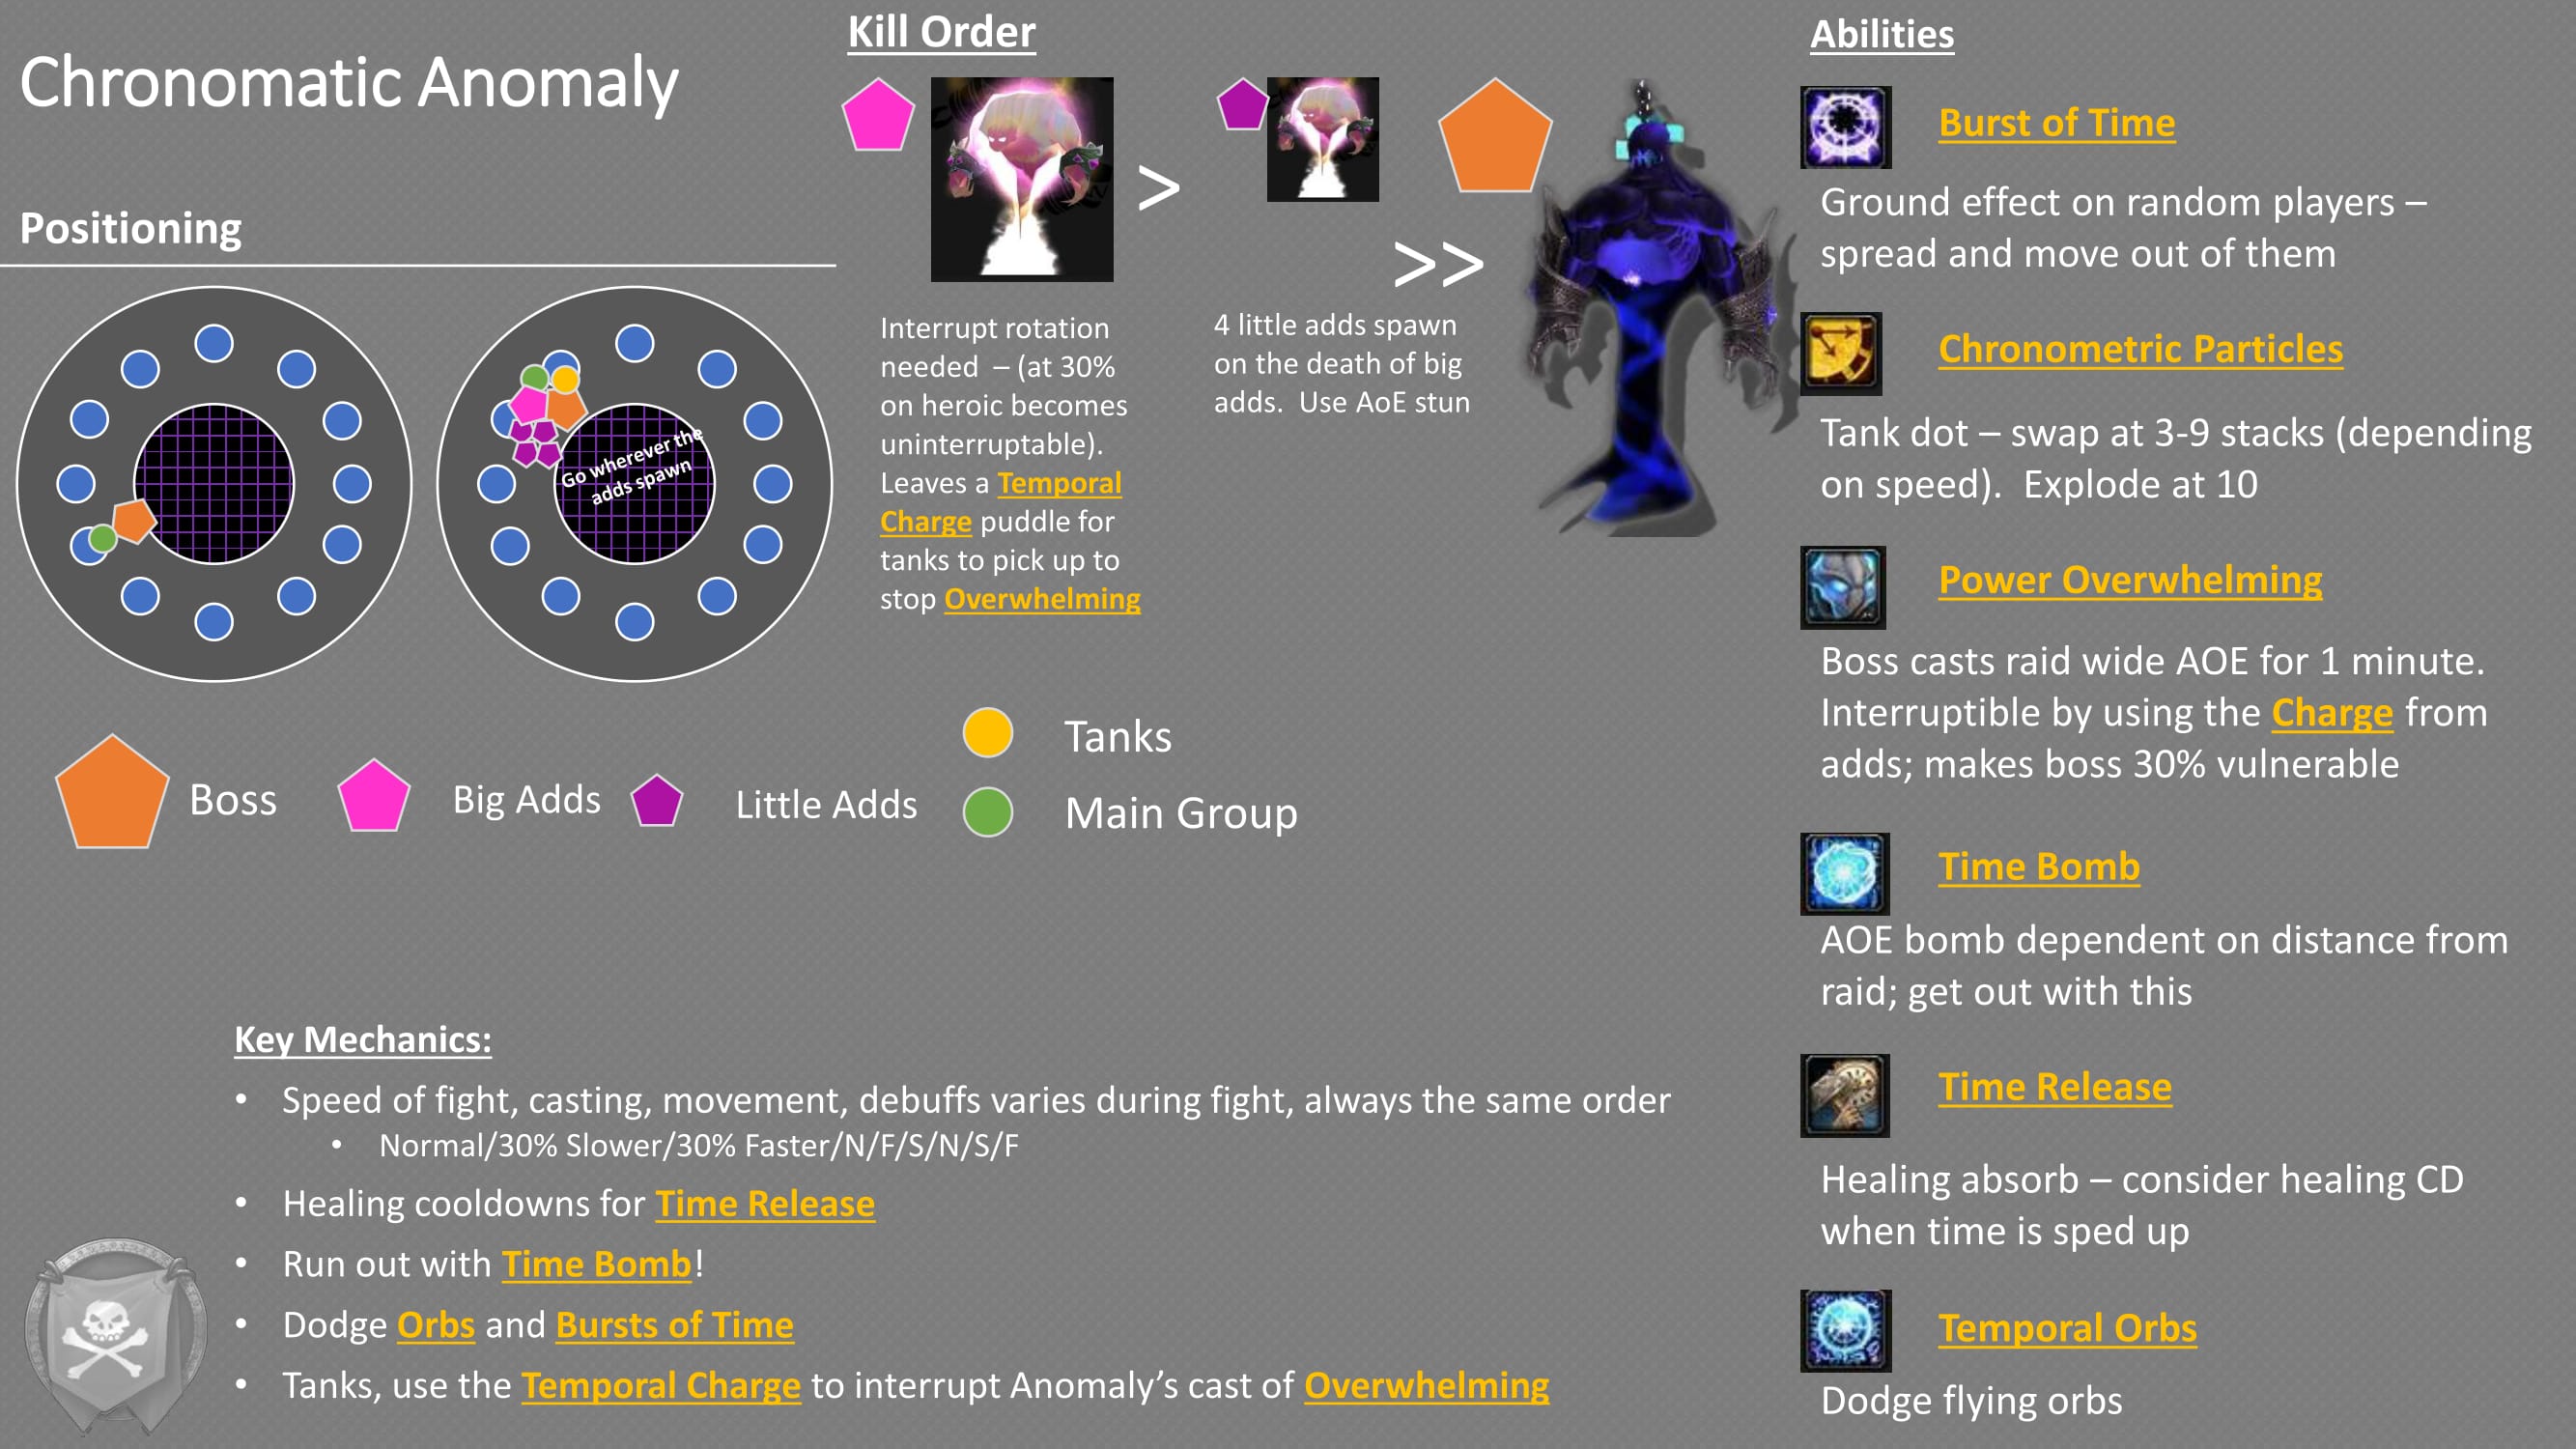 Chronomatic Anomaly
Positioning
Go wherever the
adds spawn
Boss
Big Adds
Little Adds
Tanks
Main Group
Kill Order
>
>>
Interrupt rotation
needed – (at 30%
on heroic becomes
uninterruptable).
Leaves a Temporal
Charge puddle for
tanks to pick up to
stop Overwhelming
4 little adds spawn
on the death of big
adds. Use AoE stun
Key Mechanics:
• Speed of fight, casting, movement, debuffs varies during fight, always the same order
• Normal/30% Slower/30% Faster/N/F/S/N/S/F
• Healing cooldowns for Time Release
• Run out with Time Bomb!
• Dodge Orbs and Bursts of Time
• Tanks, use the Temporal Charge to interrupt Anomaly’s cast of Overwhelming
Abilities
Burst of Time
Ground effect on random players –
spread and move out of them
Chronometric Particles
Tank dot – swap at 3-9 stacks (depending
on speed). Explode at 10
Power Overwhelming
Boss casts raid wide AOE for 1 minute.
Interruptible by using the Charge from
adds; makes boss 30% vulnerable
Time Bomb
AOE bomb dependent on distance from
raid; get out with this
Time Release
Healing absorb – consider healing CD
when time is sped up
Temporal Orbs
Dodge flying orbs